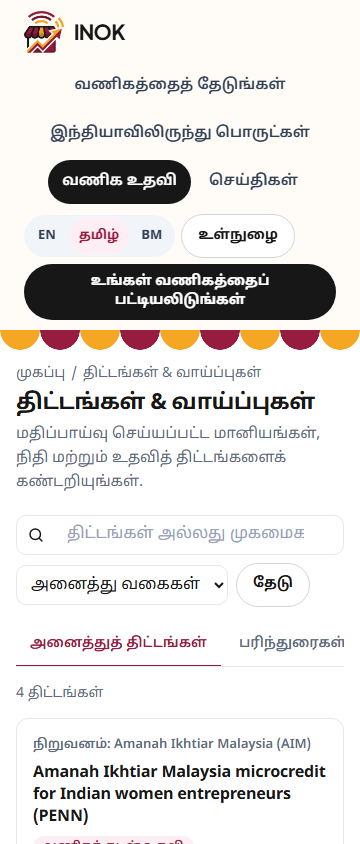 INOK
வணிகத்தைத் தேடுங்கள்
இந்தியாவிலிருந்து பொருட்கள்
வணிக உதவி செய்திகள்
EN தமிழ் BM உள்நுழை
உங்கள் வணிகத்தைப்
பட்டியலிடுங்கள்
முகப்பு / திட்டங்கள் & வாய்ப்புகள்
திட்டங்கள் & வாய்ப்புகள்
மதிப்பாய்வு செய்யப்பட்ட மானியங்கள்,
நிதி மற்றும் உதவித் திட்டங்களைக்
கண்டறியுங்கள்.
திட்டங்கள் அல்லது முகமைக
அனைத்து வகைகள் தேடு
அனைத்துத் திட்டங்கள் பரிந்துரைகள்
4 திட்டங்கள்
நிறுவனம்: Amanah Ikhtiar Malaysia (AIM)
Amanah Ikhtiar Malaysia microcredit
for Indian women entrepreneurs
(PENN)